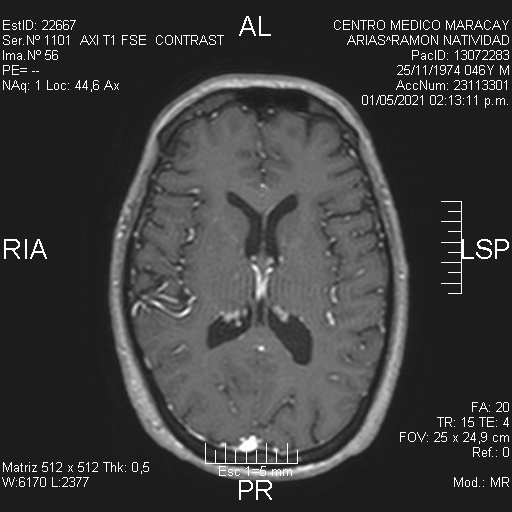 EstID: 22667
Ser.Nº 1101 AXI T1 FSE CONTRAST
Ima.Nº 56
PE= --
NAq: 1 Loc: 44,6 Ax
AL
CENTRO MEDICO MARACAY
ARIAS^RAMON NATIVIDAD
PacID: 13072283
25/11/1974 046Y M
AccNum: 23113301
01/05/2021 02:13:11 p.m.
RIA
LSP
Matriz 512 x 512 Thk: 0,5
W:6170 L:2377
Esc 1=5 mm
PR
FA: 20
TR: 15 TE: 4
FOV: 25 x 24,9 cm
Ref.: 0
Mod.: MR